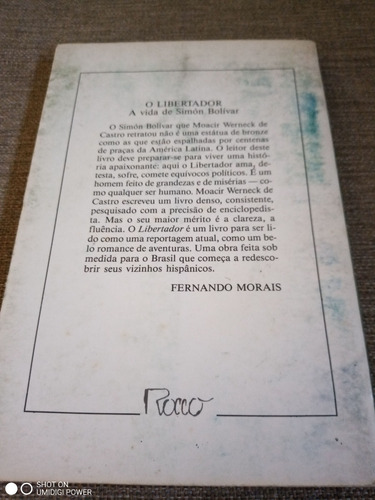 O LIBERTADOR
A vida de Simón Bolívar
O Simón Bolívar que Moacir Werneck de
Castro retratou não é uma estátua de bronze
como as que estão espalhadas por centenas
de praças da América Latina. O leitor deste
livro deve preparar-se para viver uma histó-
ria apaixonante: aqui o Libertador ama, de-
testa, sofre, comete equívocos políticos. É um
homem feito de grandezas e de misérias — co-
mo qualquer ser humano. Moacir Werneck de
Castro escreveu um livro denso, consistente,
pesquisado com a precisão de enciclopedis-
ta. Mas o seu maior mérito é a clareza, a
fluência. O Libertador é um livro para ser li-
do como uma reportagem atual, como um be-
lo romance de aventuras. Uma obra feita sob
medida para o Brasil que começa a redesco-
brir seus vizinhos hispânicos.
FERNANDO MORAIS
Rocco
SHOT ON
UMIDIGI POWER